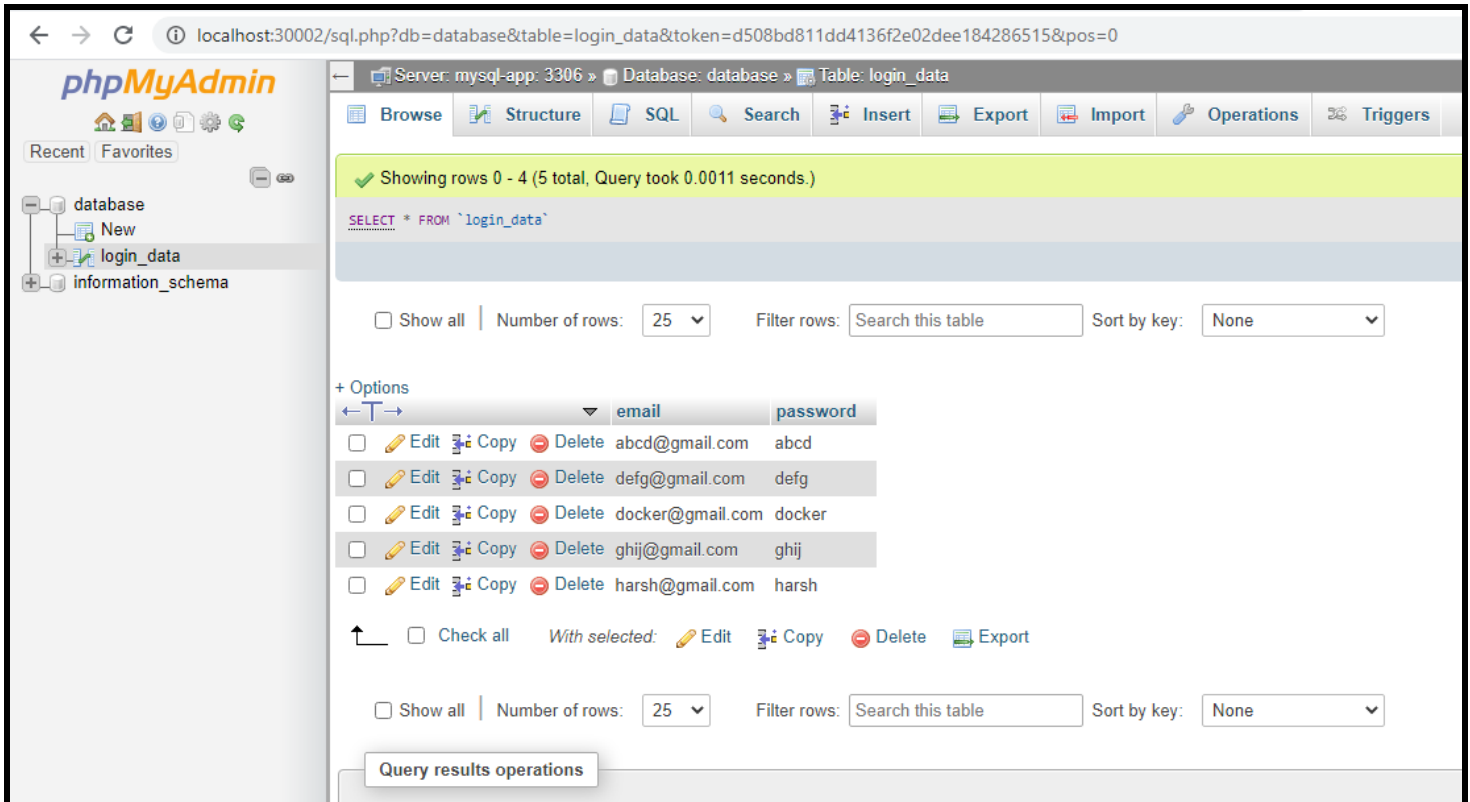 localhost:30002/sql.php?db=database&table=login_data&token=d508bd811dd4136f2e02dee184286515&pos=0
phpMyAdmin
Recent Favorites
database
New
login_data
information_schema
Server: mysql-app: 3306 » Database: database » Table: login_data
Browse Structure SQL Search Insert Export Import Operations Triggers
Showing rows 0 - 4 (5 total, Query took 0.0011 seconds.)
SELECT * FROM `login_data`
Show all Number of rows: 25 Filter rows: Search this table Sort by key: None
+ Options
email password
Edit Copy Delete abcd@gmail.com abcd
Edit Copy Delete defg@gmail.com defg
Edit Copy Delete docker@gmail.com docker
Edit Copy Delete ghij@gmail.com ghij
Edit Copy Delete harsh@gmail.com harsh
Check all With selected: Edit Copy Delete Export
Show all Number of rows: 25 Filter rows: Search this table Sort by key: None
Query results operations